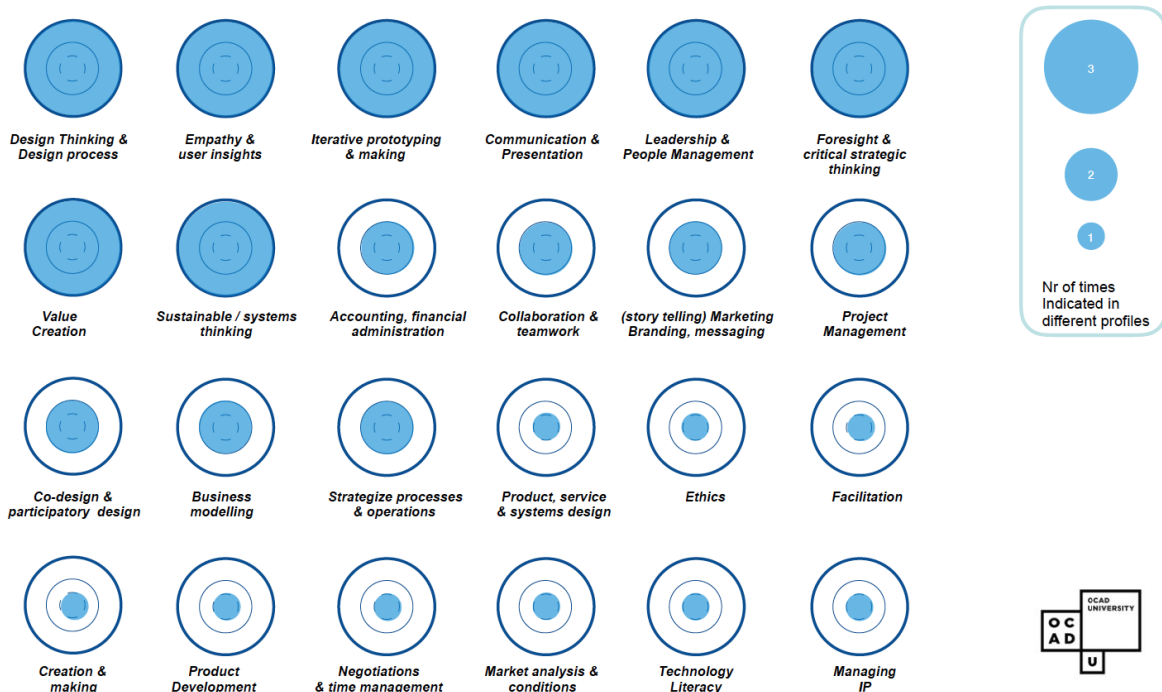 Design Thinking &
Design process
Empathy &
user insights
Iterative prototyping
& making
Communication &
Presentation
Leadership &
People Management
Foresight &
critical strategic
thinking
Value
Creation
Sustainable / systems
thinking
Accounting, financial
administration
Collaboration &
teamwork
(story telling) Marketing
Branding, messaging
Project
Management
Co-design &
participatory design
Business
modelling
Strategize processes
& operations
Product, service
& systems design
Ethics
Facilitation
Creation &
making
Product
Development
Negotiations
& time management
Market analysis &
conditions
Technology
Literacy
Managing
IP
3
2
1
Nr of times
Indicated in
different profiles
OCAD
UNIVERSITY
O C
A D
U